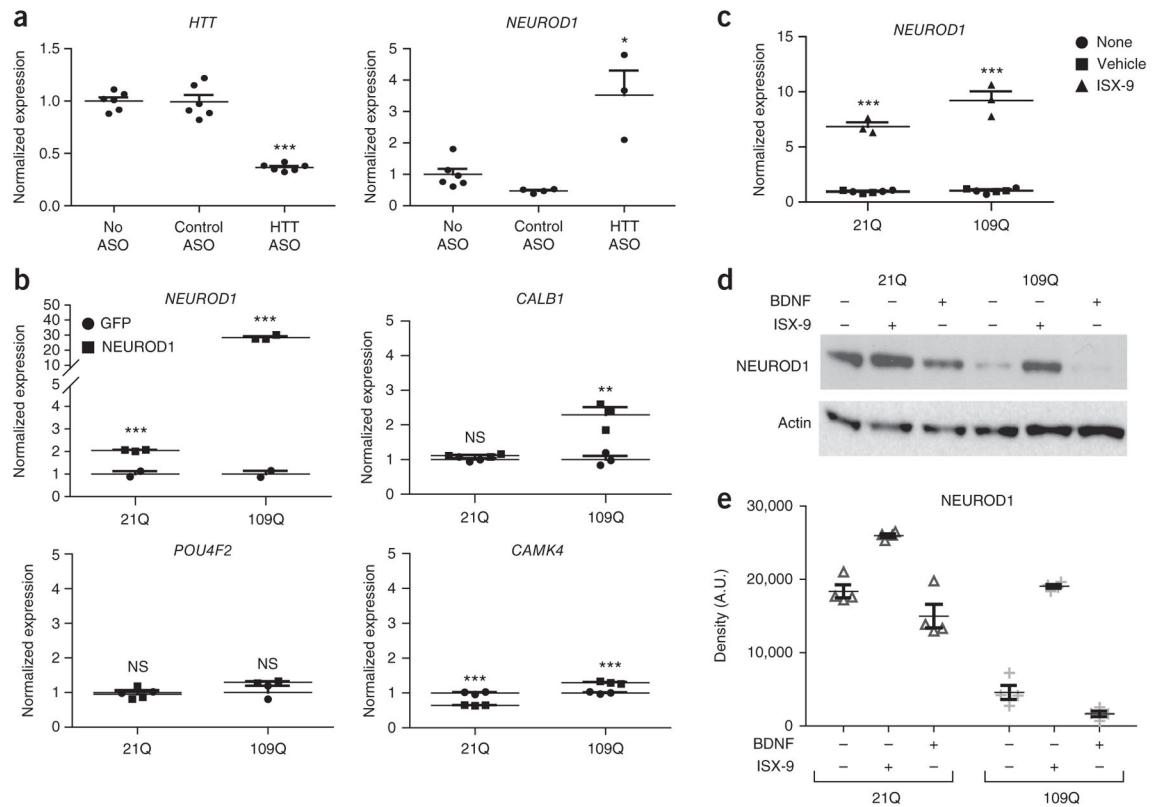 a
HTT
Normalized expression
1.5
1.0
0.5
0.0
***
No ASO
Control ASO
HTT ASO
NEUROD1
Normalized expression
5
4
3
2
1
0
*
No ASO
Control ASO
HTT ASO
c
NEUROD1
Normalized expression
15
10
5
0
***
***
21Q
109Q
None
Vehicle
ISX-9
b
NEUROD1
Normalized expression
50
40
30
20
10
5
4
3
2
1
0
GFP
NEUROD1
***
***
21Q
109Q
CALB1
Normalized expression
5
4
3
2
1
0
NS
**
21Q
109Q
POU4F2
Normalized expression
5
4
3
2
1
0
NS
NS
21Q
109Q
CAMK4
Normalized expression
5
4
3
2
1
0
***
***
21Q
109Q
d
21Q 109Q
BDNF – – + – – +
ISX-9 – + – – + –
NEUROD1
Actin
e
NEUROD1
Density (A.U.)
30,000
20,000
10,000
0
BDNF – – + – – +
ISX-9 – + – – + –
21Q 109Q